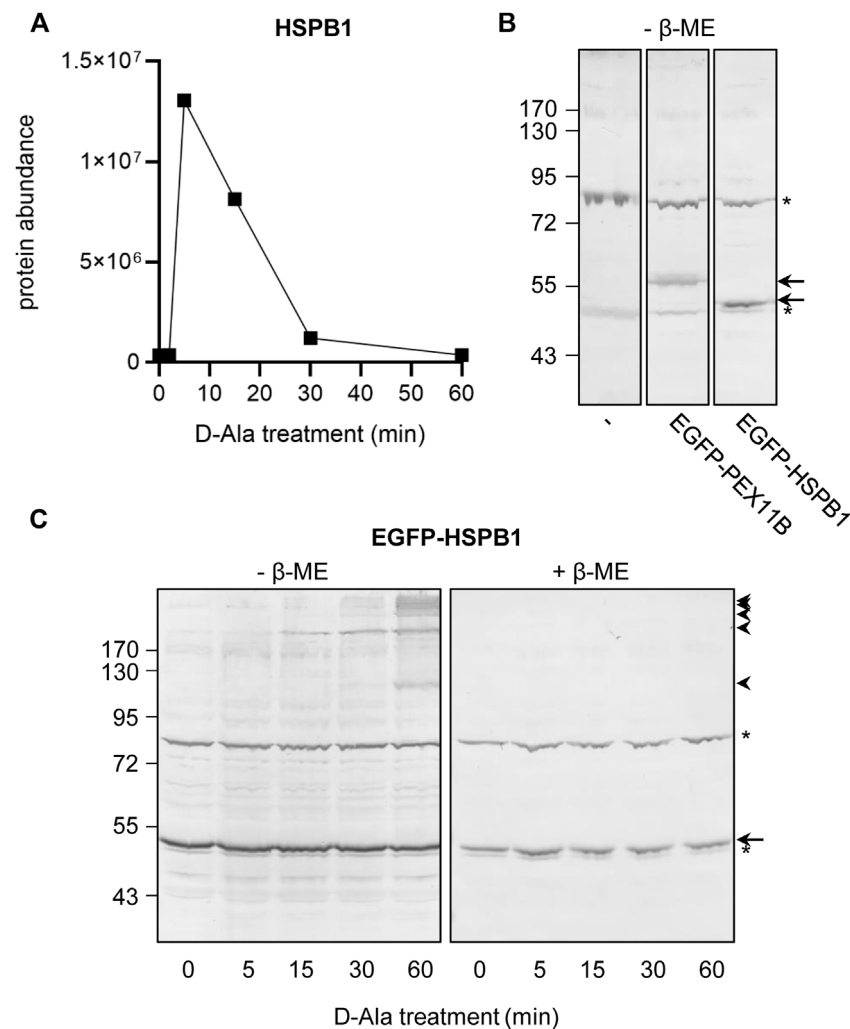 A
HSPB1
1.5×10⁷
1×10⁷
5×10⁶
0
protein abundance
0 10 20 30 40 50 60
D-Ala treatment (min)
B
- β-ME
170
130
95
72
55
43
*
*
-
EGFP-PEX11B
EGFP-HSPB1
C
EGFP-HSPB1
- β-ME + β-ME
170
130
95
72
55
43
*
*
0 5 15 30 60 0 5 15 30 60
D-Ala treatment (min)